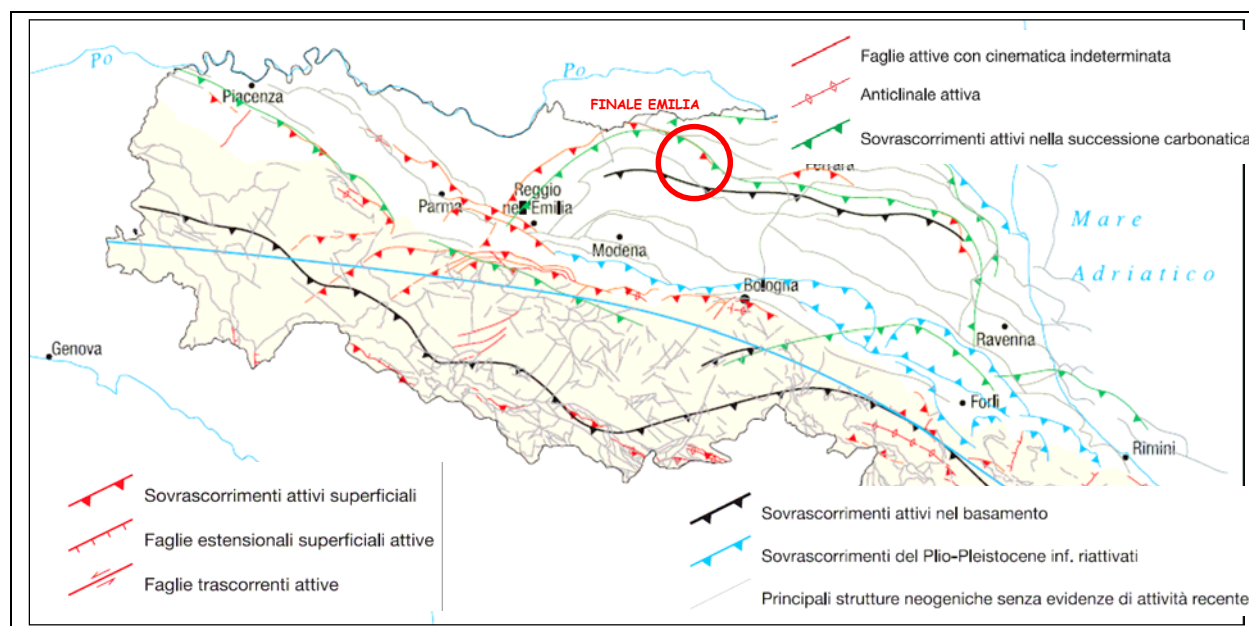 Po
Po
Piacenza
FINALE EMILIA
Faglie attive con cinematica indeterminata
Anticlinale attiva
Sovrascorrimenti attivi nella successione carbonatica
Ferrara
Parma
Reggio
nell'Emilia
Modena
Mare
Adriatico
Bologna
Genova
Ravenna
Forlì
Rimini
Sovrascorrimenti attivi superficiali
Faglie estensionali superficiali attive
Faglie trascorrenti attive
Sovrascorrimenti attivi nel basamento
Sovrascorrimenti del Plio-Pleistocene inf. riattivati
Principali strutture neogeniche senza evidenze di attività recente